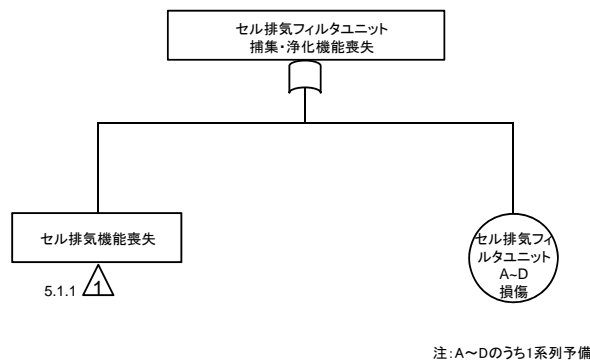 セル排気フィルタユニット
捕集・浄化機能喪失
セル排気機能喪失
5.1.1
1
セル排気フィ
ルタユニット
A~D
損傷
注:A～Dのうち1系列予備